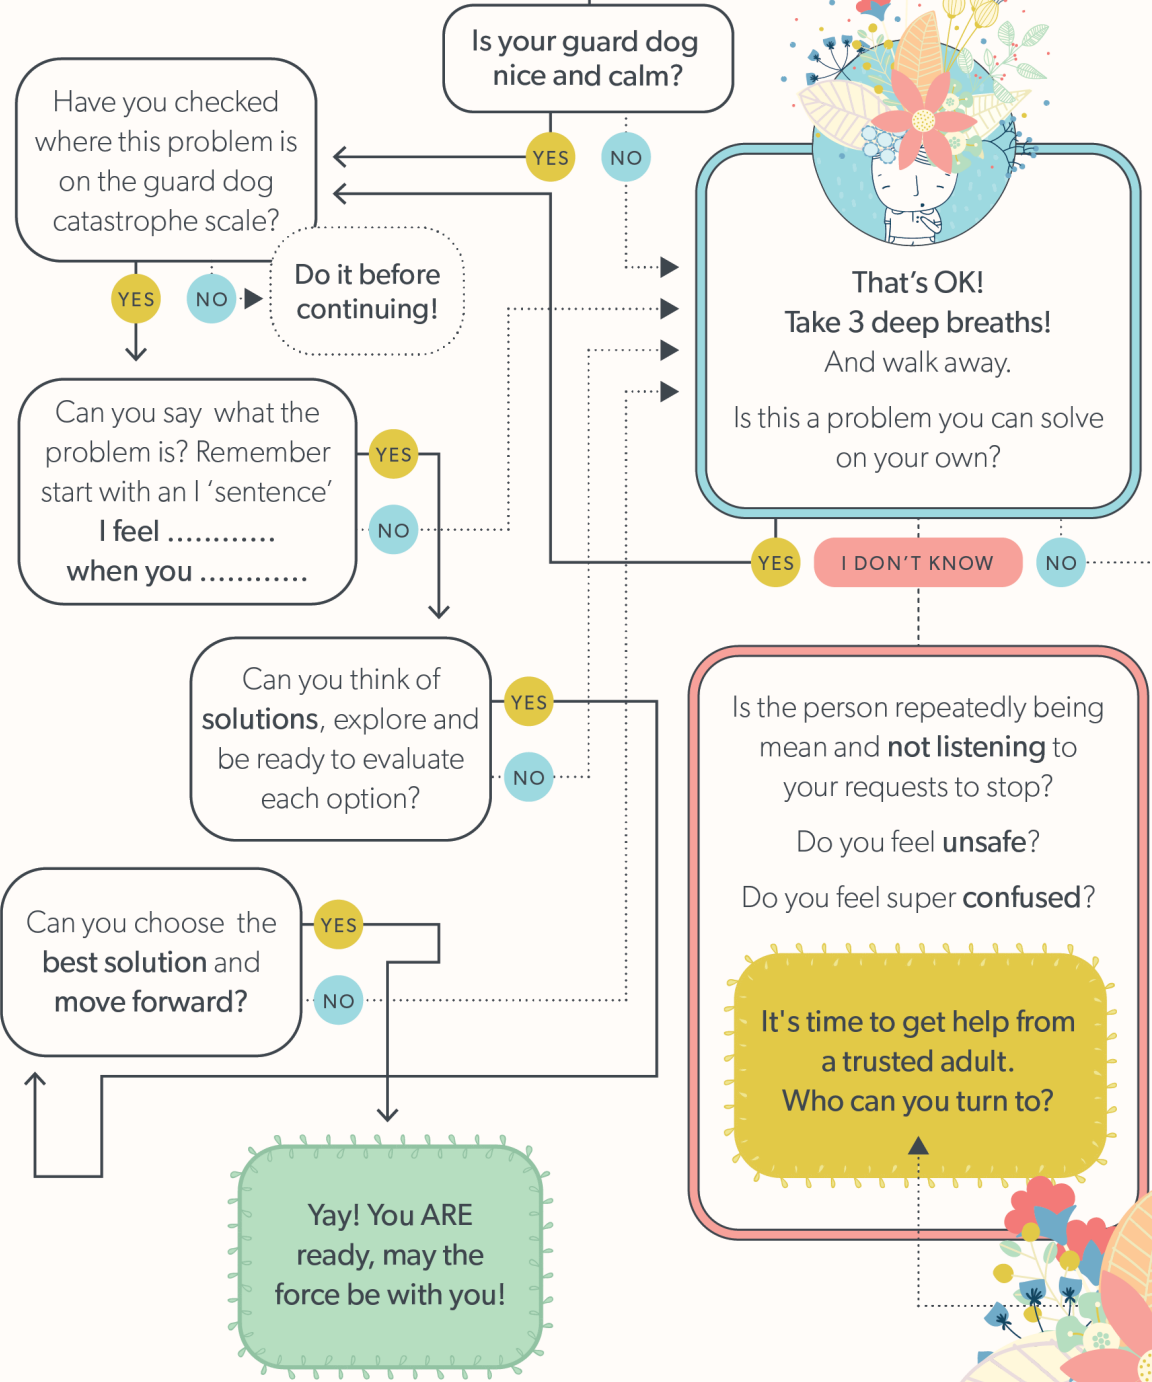 Is your guard dog
nice and calm?
YES
NO
Have you checked
where this problem is
on the guard dog
catastrophe scale?
YES
NO
Do it before
continuing!
Can you say what the
problem is? Remember
start with an I 'sentence'
I feel ............
when you ............
YES
NO
Can you think of
solutions, explore and
be ready to evaluate
each option?
YES
NO
Can you choose the
best solution and
move forward?
YES
NO
Yay! You ARE
ready, may the
force be with you!
That's OK!
Take 3 deep breaths!
And walk away.
Is this a problem you can solve
on your own?
YES
I DON'T KNOW
NO
Is the person repeatedly being
mean and not listening to
your requests to stop?
Do you feel unsafe?
Do you feel super confused?
It's time to get help from
a trusted adult.
Who can you turn to?